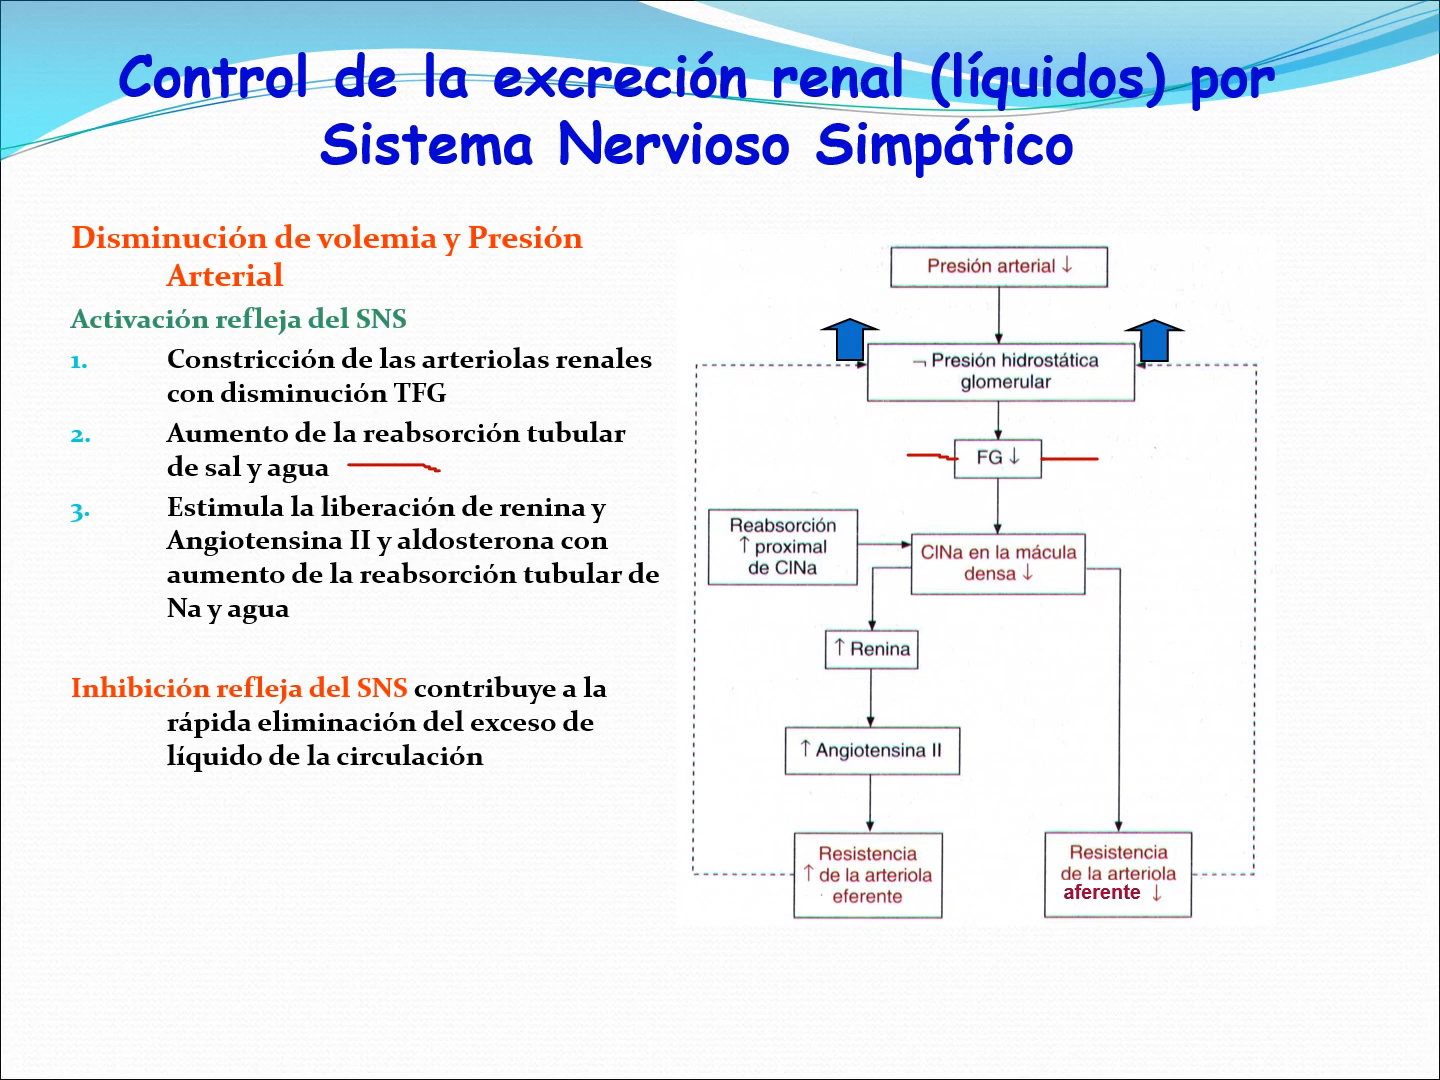 Control de la excreción renal (líquidos) por
Sistema Nervioso Simpático
Disminución de volemia y Presión
Arterial
Activación refleja del SNS
1. Constricción de las arteriolas renales
con disminución TFG
2. Aumento de la reabsorción tubular
de sal y agua
3. Estimula la liberación de renina y
Angiotensina II y aldosterona con
aumento de la reabsorción tubular de
Na y agua
Inhibición refleja del SNS contribuye a la
rápida eliminación del exceso de
líquido de la circulación
Presión arterial ↓
¬ Presión hidrostática
glomerular
FG ↓
Reabsorción
↑ proximal
de ClNa
ClNa en la mácula
densa ↓
↑ Renina
↑ Angiotensina II
Resistencia
↑ de la arteriola
eferente
Resistencia
de la arteriola
aferente ↓